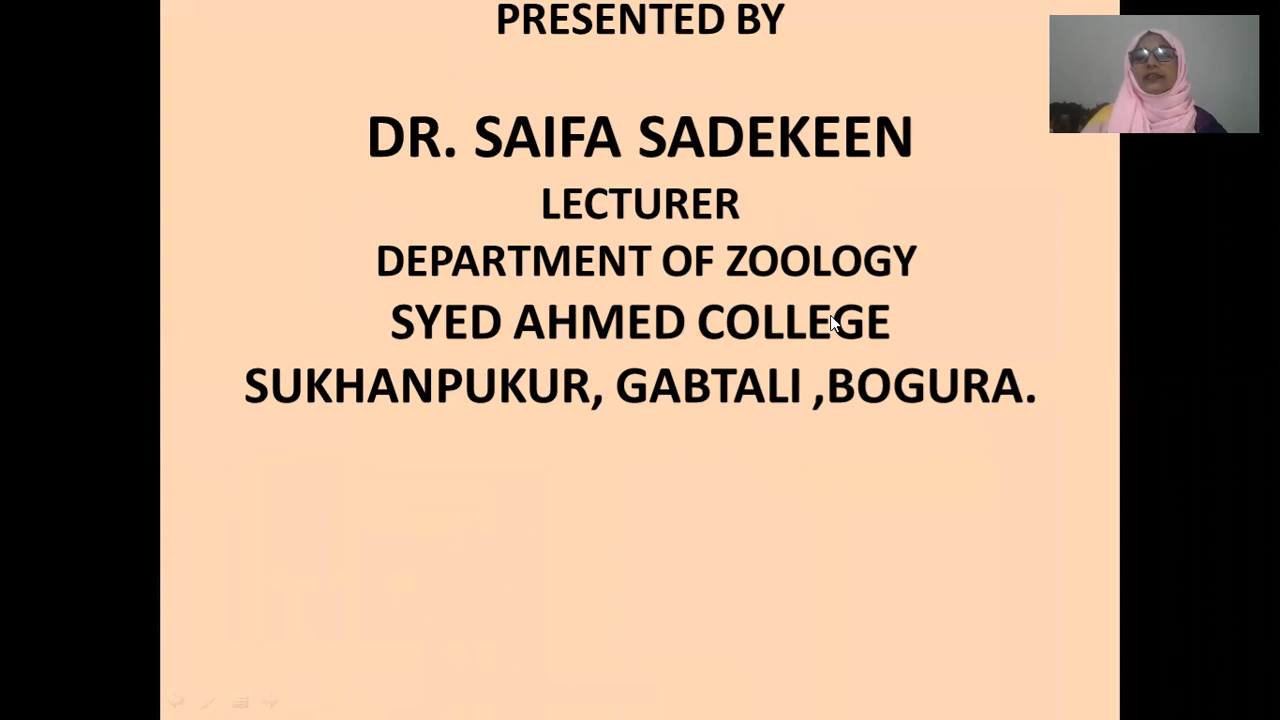 PRESENTED BY
DR. SAIFA SADEKEEN
LECTURER
DEPARTMENT OF ZOOLOGY
SYED AHMED COLLEGE
SUKHANPUKUR, GABTALI ,BOGURA.